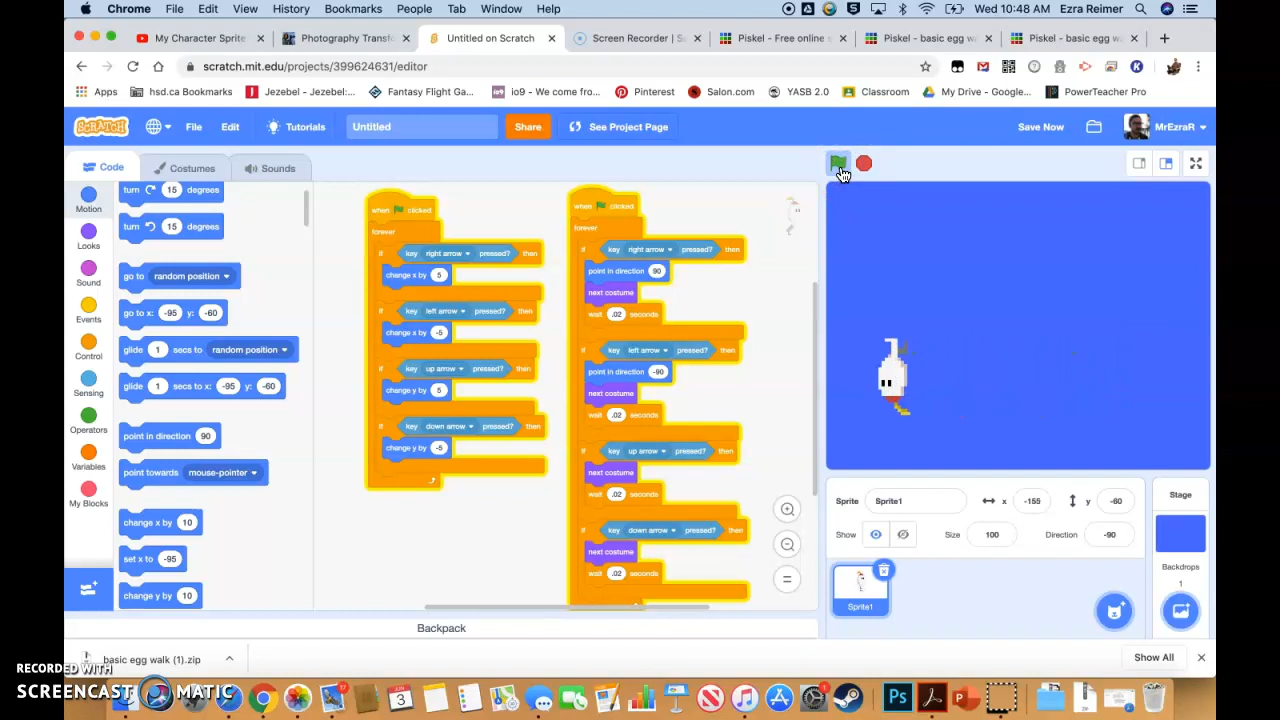 Chrome File Edit View History Bookmarks People Tab Window Help Wed 10:48 AM Ezra Reimer
My Character Sprite. Photography Transfo Untitled on Scratch Screen Recorder | S Piskel - Free online s Piskel - basic egg w Piskel - basic egg w
scratch.mit.edu/projects/399624631/editor
Apps hsd.ca Bookmarks Jezebel - Jezebel:... Fantasy Flight Ga... io9 - We come fro... Pinterest Salon.com YASB 2.0 Classroom My Drive - Google... PowerTeacher Pro
SCRATCH File Edit Tutorials Untitled Share See Project Page Save Now MrEzraR
Code Costumes Sounds
Motion
Looks
Sound
Events
Control
Sensing
Operators
Variables
My Blocks
turn 15 degrees
turn 15 degrees
go to random position
go to x: -95 y: -60
glide 1 secs to random position
glide 1 secs to x: -95 y: -60
point in direction 90
point towards mouse-pointer
change x by 10
set x to -95
change y by 10
when clicked
forever
if key right arrow pressed? then
change x by 5
if key left arrow pressed? then
change x by -5
if key up arrow pressed? then
change y by 5
if key down arrow pressed? then
change y by -5
when clicked
forever
if key right arrow pressed? then
point in direction 90
next costume
wait .02 seconds
if key left arrow pressed? then
point in direction -90
next costume
wait .02 seconds
if key up arrow pressed? then
next costume
wait .02 seconds
if key down arrow pressed? then
next costume
wait .02 seconds
Sprite Sprite1 x -155 y -60
Show Size 100 Direction -90
Sprite1
Stage
Backdrops
1
Backpack
basic egg walk (1).zip Show All
RECORDED WITH
SCREENCAST MATIC
JUN
3
17
Ps